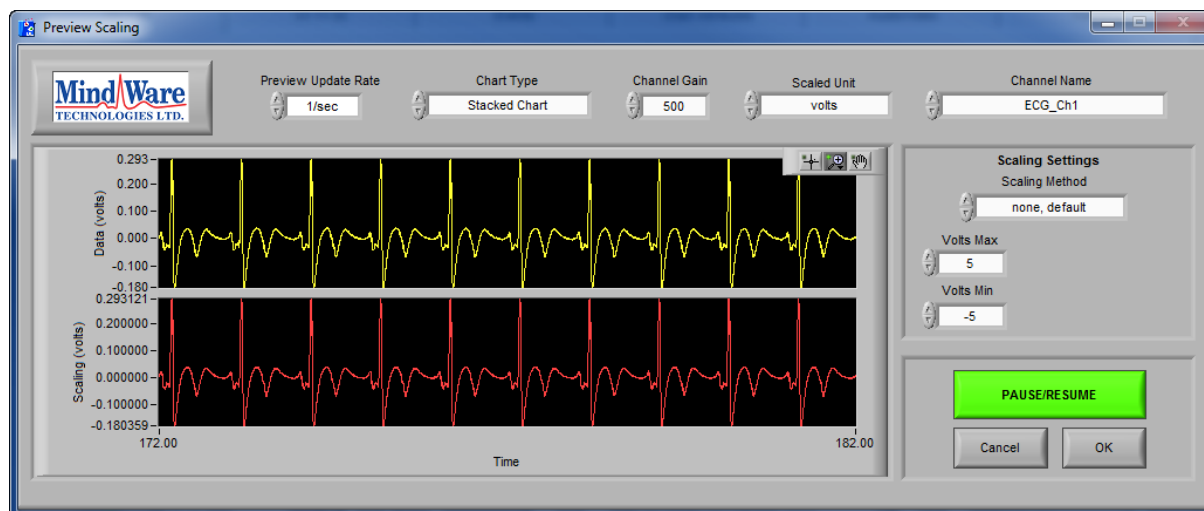 Preview Scaling
MindWare
TECHNOLOGIES LTD.
Preview Update Rate
1/sec
Chart Type
Stacked Chart
Channel Gain
500
Scaled Unit
volts
Channel Name
ECG_Ch1
Data (volts)
0.293
0.200
0.100
0.000
-0.100
-0.180
Scaling (volts)
0.293121
0.200000
0.100000
0.000000
-0.100000
-0.180359
172.00
182.00
Time
Scaling Settings
Scaling Method
none, default
Volts Max
5
Volts Min
-5
PAUSE/RESUME
Cancel
OK